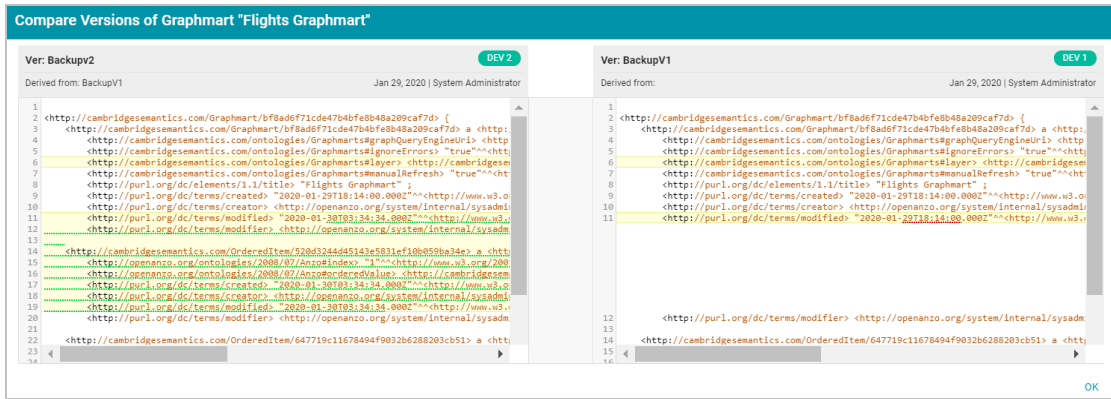 Compare Versions of Graphmart "Flights Graphmart"
Ver: Backupv2
DEV 2
Derived from: BackupV1
Jan 29, 2020 | System Administrator
1
2 <http://cambridgesemantics.com/Graphmart/bf8ad6f71cde47b4bfe8b48a209caf7d> {
3 <http://cambridgesemantics.com/Graphmart/bf8ad6f71cde47b4bfe8b48a209caf7d> a <http:
4 <http://cambridgesemantics.com/ontologies/Graphmarts#graphQueryEngineUri> <http
5 <http://cambridgesemantics.com/ontologies/Graphmarts#ignoreErrors> "true"^^<htt
6 <http://cambridgesemantics.com/ontologies/Graphmarts#layer> <http://cambridgese
7 <http://cambridgesemantics.com/ontologies/Graphmarts#manualRefresh> "true"^^<ht
8 <http://purl.org/dc/elements/1.1/title> "Flights Graphmart" ;
9 <http://purl.org/dc/terms/created> "2020-01-29T18:14:00.000Z"^^<http://www.w3.o
10 <http://purl.org/dc/terms/creator> <http://openanzo.org/system/internal/sysadmi
11 <http://purl.org/dc/terms/modified> "2020-01-30T03:34:34.000Z"^^<http://www.w3.
12 <http://purl.org/dc/terms/modifier> <http://openanzo.org/system/internal/sysadm
13
14 <http://cambridgesemantics.com/OrderedItem/520d3244d45143e5831ef10b059ba34e> a <htt
15 <http://openanzo.org/ontologies/2008/07/Anzo#index> "1"^^<http://www.w3.org/200
16 <http://openanzo.org/ontologies/2008/07/Anzo#orderedValue> <http://cambridgesem
17 <http://purl.org/dc/terms/created> "2020-01-30T03:34:34.000Z"^^<http://www.w3.o
18 <http://purl.org/dc/terms/creator> <http://openanzo.org/system/internal/sysadmi
19 <http://purl.org/dc/terms/modified> "2020-01-30T03:34:34.000Z"^^<http://www.w3.
20 <http://purl.org/dc/terms/modifier> <http://openanzo.org/system/internal/sysadm
21
22 <http://cambridgesemantics.com/OrderedItem/647719c11678494f9032b6288203cb51> a <htt
23
24
Ver: BackupV1
DEV 1
Derived from:
Jan 29, 2020 | System Administrator
1
2 <http://cambridgesemantics.com/Graphmart/bf8ad6f71cde47b4bfe8b48a209caf7d> {
3 <http://cambridgesemantics.com/Graphmart/bf8ad6f71cde47b4bfe8b48a209caf7d> a <http:
4 <http://cambridgesemantics.com/ontologies/Graphmarts#graphQueryEngineUri> <http
5 <http://cambridgesemantics.com/ontologies/Graphmarts#ignoreErrors> "true"^^<htt
6 <http://cambridgesemantics.com/ontologies/Graphmarts#layer> <http://cambridgese
7 <http://cambridgesemantics.com/ontologies/Graphmarts#manualRefresh> "true"^^<ht
8 <http://purl.org/dc/elements/1.1/title> "Flights Graphmart" ;
9 <http://purl.org/dc/terms/created> "2020-01-29T18:14:00.000Z"^^<http://www.w3.o
10 <http://purl.org/dc/terms/creator> <http://openanzo.org/system/internal/sysadmi
11 <http://purl.org/dc/terms/modified> "2020-01-29T18:14:00.000Z"^^<http://www.w3.
12 <http://purl.org/dc/terms/modifier> <http://openanzo.org/system/internal/sysadm
13
14 <http://cambridgesemantics.com/OrderedItem/647719c11678494f9032b6288203cb51> a <htt
15
16
OK